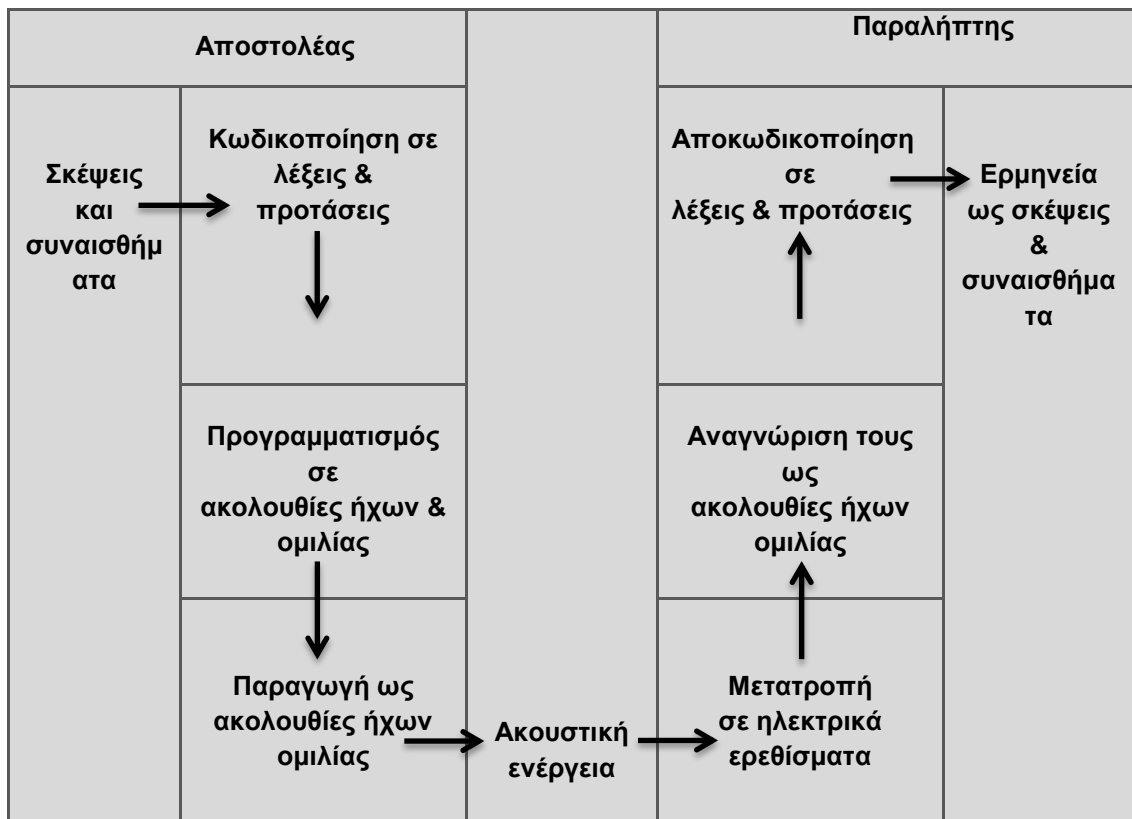 Αποστολέας
Παραλήπτης
Σκέψεις
και
συναισθήμ
ατα
Κωδικοποίηση σε
λέξεις &
προτάσεις
Αποκωδικοποίηση
σε
λέξεις & προτάσεις
Ερμηνεία
ως σκέψεις
&
συναισθήμα
τα
Προγραμματισμός
σε
ακολουθίες ήχων &
ομιλίας
Αναγνώριση τους
ως
ακολουθίες ήχων
ομιλίας
Παραγωγή ως
ακολουθίες ήχων
ομιλίας
Ακουστική
ενέργεια
Μετατροπή
σε ηλεκτρικά
ερεθίσματα